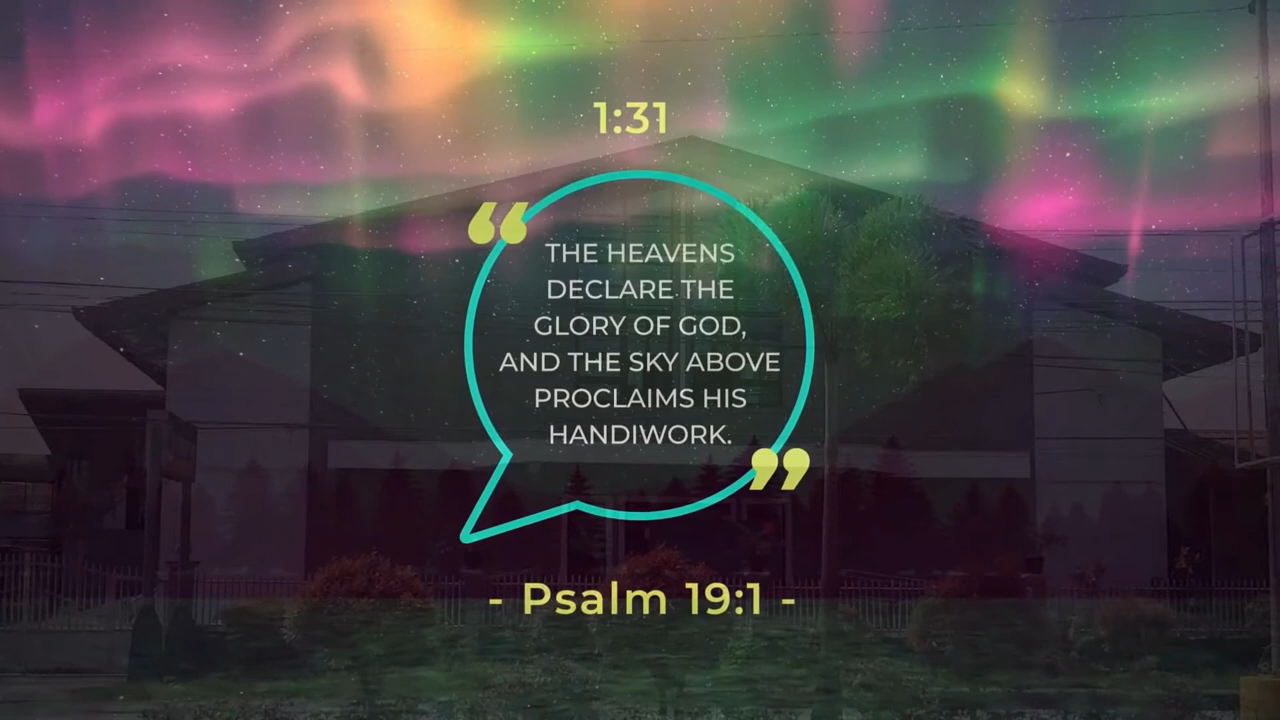 1:31
“THE HEAVENS
DECLARE THE
GLORY OF GOD,
AND THE SKY ABOVE
PROCLAIMS HIS
HANDIWORK.”
- Psalm 19:1 -